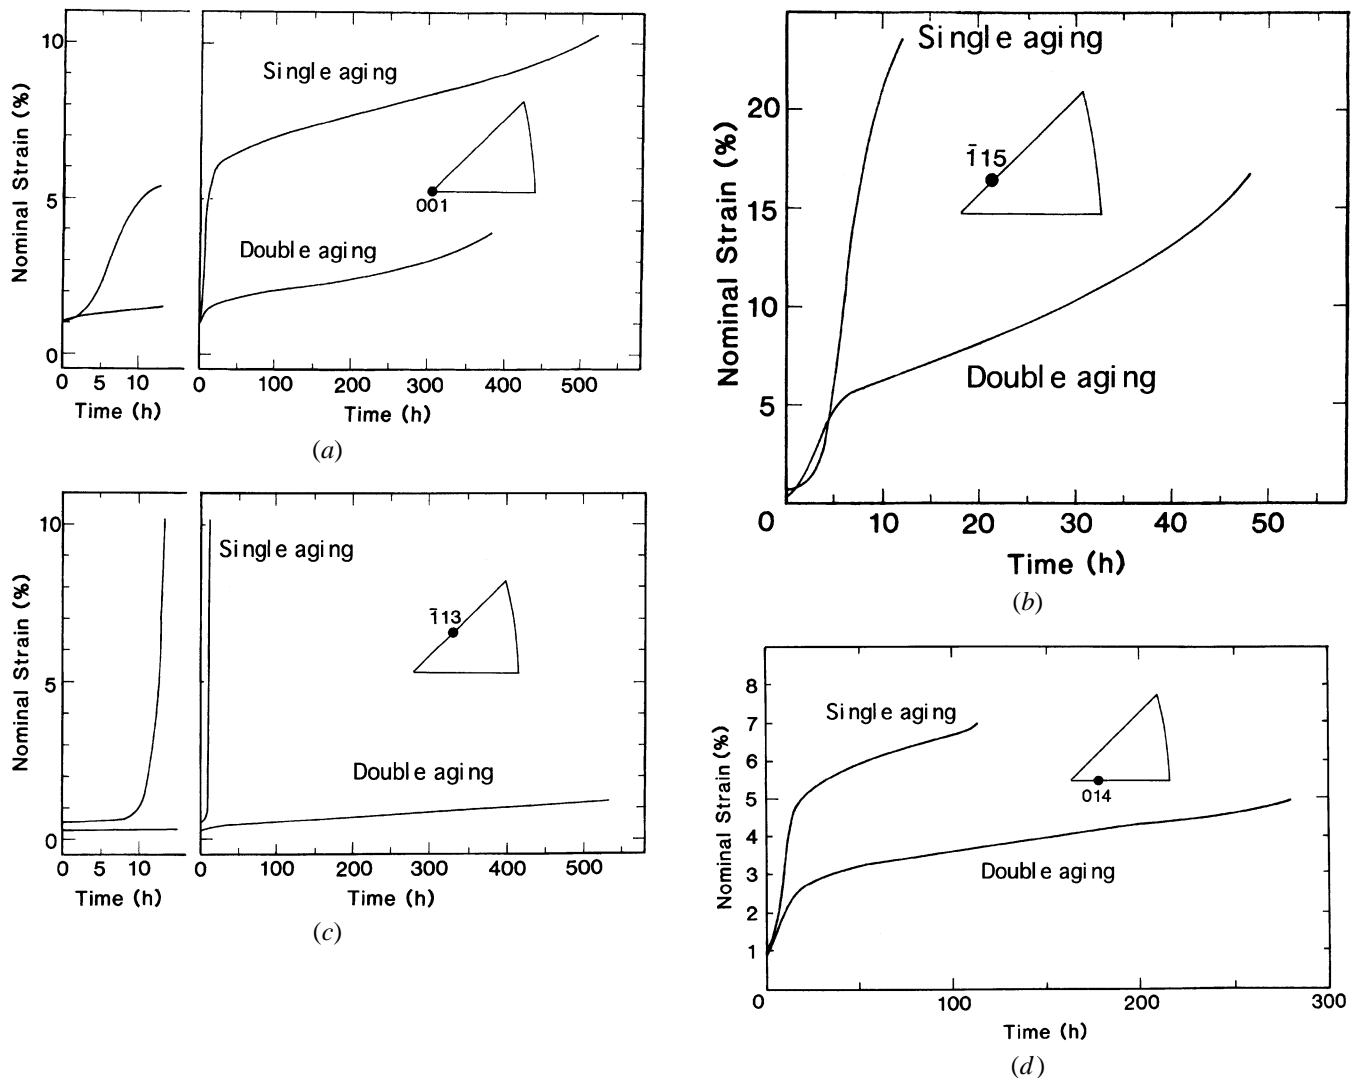 10
5
0
Nominal Strain (%)
0 5 10
Time (h)
Single aging
Double aging
001
0 100 200 300 400 500
Time (h)
(a)
20
15
10
5
Nominal Strain (%)
Single aging
1̄15
Double aging
0 10 20 30 40 50
Time (h)
(b)
10
5
0
Nominal Strain (%)
0 5 10
Time (h)
Single aging
1̄13
Double aging
0 100 200 300 400 500
Time (h)
(c)
8
7
6
5
4
3
2
1
Nominal Strain (%)
Single aging
014
Double aging
0 100 200 300
Time (h)
(d)